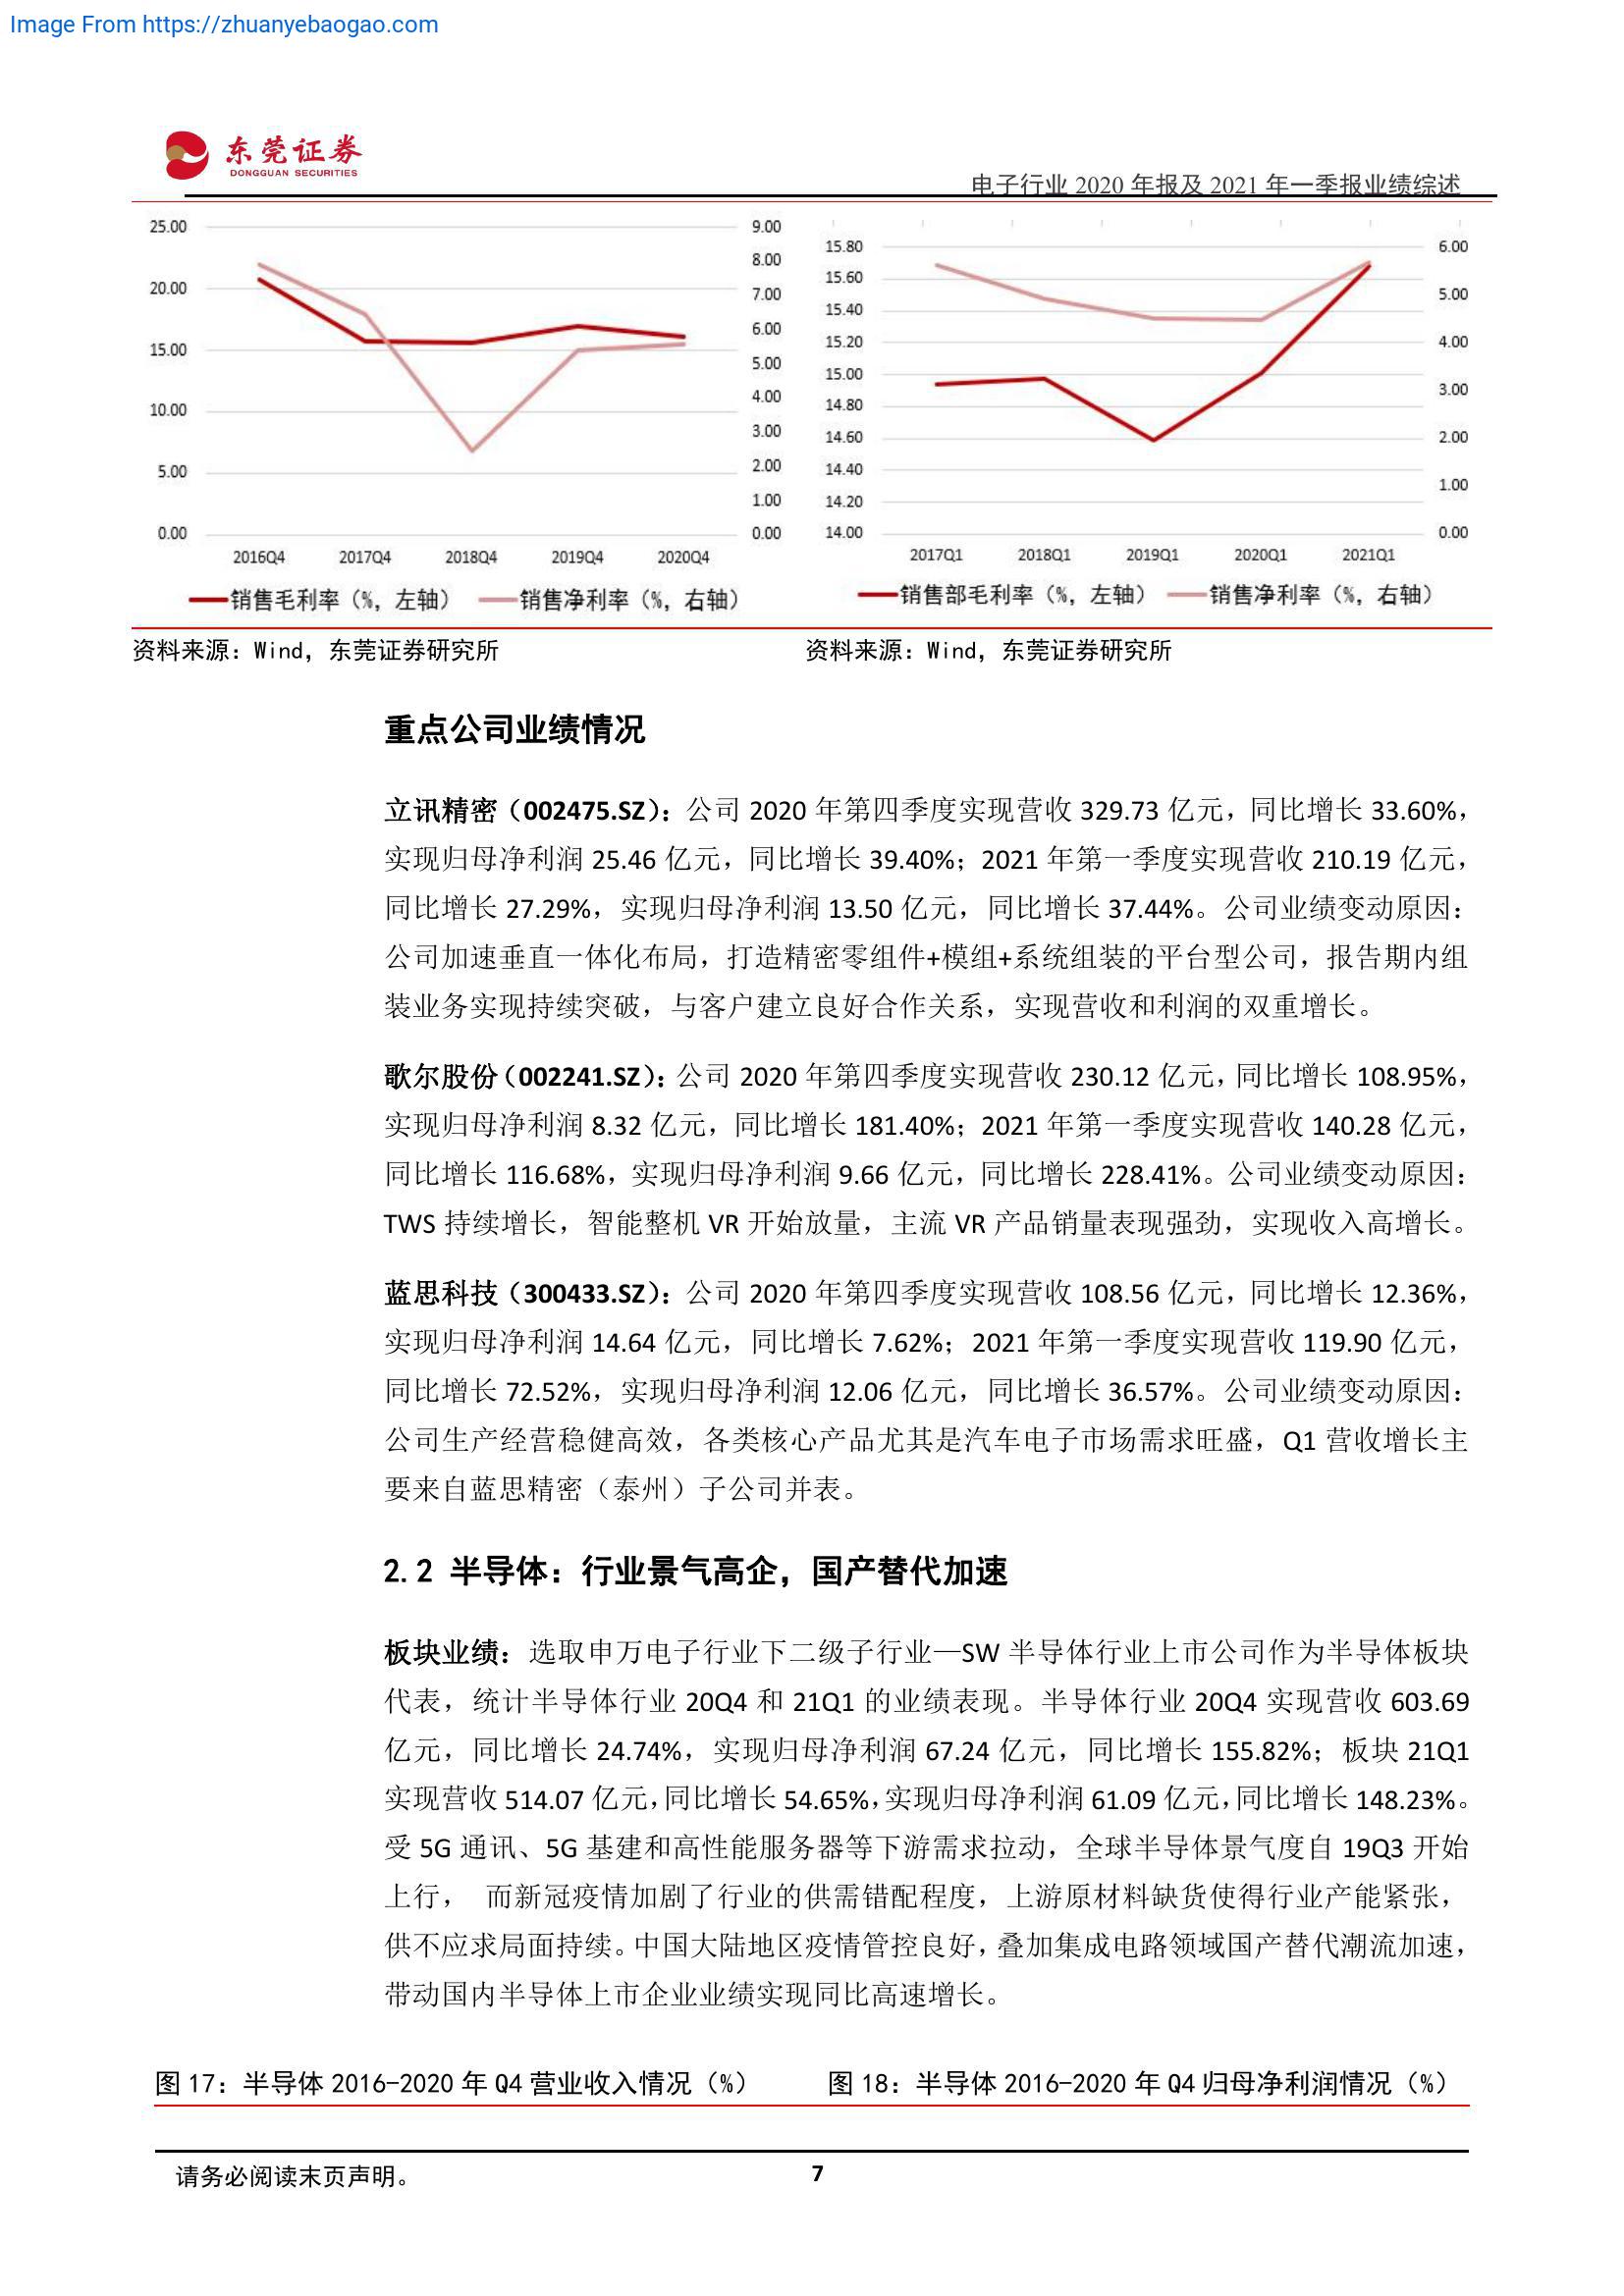 Image From https://zhuanyebaogao.com
东莞证券
DONGGUAN SECURITIES
电子行业 2020 年报及 2021 年一季报业绩综述
25.00
20.00
15.00
10.00
5.00
0.00
9.00
8.00
7.00
6.00
5.00
4.00
3.00
2.00
1.00
0.00
2016Q4 2017Q4 2018Q4 2019Q4 2020Q4
销售毛利率（%，左轴） 销售净利率（%，右轴）
15.80
15.60
15.40
15.20
15.00
14.80
14.60
14.40
14.20
14.00
6.00
5.00
4.00
3.00
2.00
1.00
0.00
2017Q1 2018Q1 2019Q1 2020Q1 2021Q1
销售部毛利率（%，左轴） 销售净利率（%，右轴）
资料来源：Wind，东莞证券研究所 资料来源：Wind，东莞证券研究所
重点公司业绩情况
立讯精密（002475.SZ）：公司 2020 年第四季度实现营收 329.73 亿元，同比增长 33.60%，
实现归母净利润 25.46 亿元，同比增长 39.40%；2021 年第一季度实现营收 210.19 亿元，
同比增长 27.29%，实现归母净利润 13.50 亿元，同比增长 37.44%。公司业绩变动原因：
公司加速垂直一体化布局，打造精密零组件+模组+系统组装的平台型公司，报告期内组
装业务实现持续突破，与客户建立良好合作关系，实现营收和利润的双重增长。
歌尔股份（002241.SZ）：公司 2020 年第四季度实现营收 230.12 亿元，同比增长 108.95%，
实现归母净利润 8.32 亿元，同比增长 181.40%；2021 年第一季度实现营收 140.28 亿元，
同比增长 116.68%，实现归母净利润 9.66 亿元，同比增长 228.41%。公司业绩变动原因：
TWS 持续增长，智能整机 VR 开始放量，主流 VR 产品销量表现强劲，实现收入高增长。
蓝思科技（300433.SZ）：公司 2020 年第四季度实现营收 108.56 亿元，同比增长 12.36%，
实现归母净利润 14.64 亿元，同比增长 7.62%；2021 年第一季度实现营收 119.90 亿元，
同比增长 72.52%，实现归母净利润 12.06 亿元，同比增长 36.57%。公司业绩变动原因：
公司生产经营稳健高效，各类核心产品尤其是汽车电子市场需求旺盛，Q1 营收增长主
要来自蓝思精密（泰州）子公司并表。
2.2 半导体：行业景气高企，国产替代加速
板块业绩：选取申万电子行业下二级子行业—SW 半导体行业上市公司作为半导体板块
代表，统计半导体行业 20Q4 和 21Q1 的业绩表现。半导体行业 20Q4 实现营收 603.69
亿元，同比增长 24.74%，实现归母净利润 67.24 亿元，同比增长 155.82%；板块 21Q1
实现营收 514.07 亿元，同比增长 54.65%，实现归母净利润 61.09 亿元，同比增长 148.23%。
受 5G 通讯、5G 基建和高性能服务器等下游需求拉动，全球半导体景气度自 19Q3 开始
上行， 而新冠疫情加剧了行业的供需错配程度，上游原材料缺货使得行业产能紧张，
供不应求局面持续。中国大陆地区疫情管控良好，叠加集成电路领域国产替代潮流加速，
带动国内半导体上市企业业绩实现同比高速增长。
图 17：半导体 2016-2020 年 Q4 营业收入情况（%） 图 18：半导体 2016-2020 年 Q4 归母净利润情况（%）
请务必阅读末页声明。 7